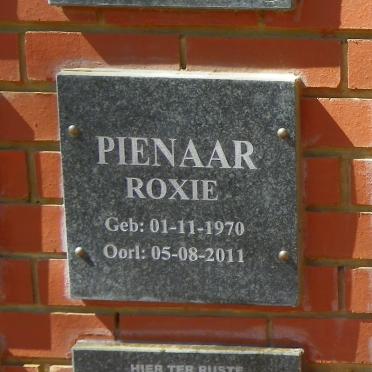 PIENAAR
ROXIE
Geb: 01-11-1970
Oorl: 05-08-2011
HIER TER RUSTE